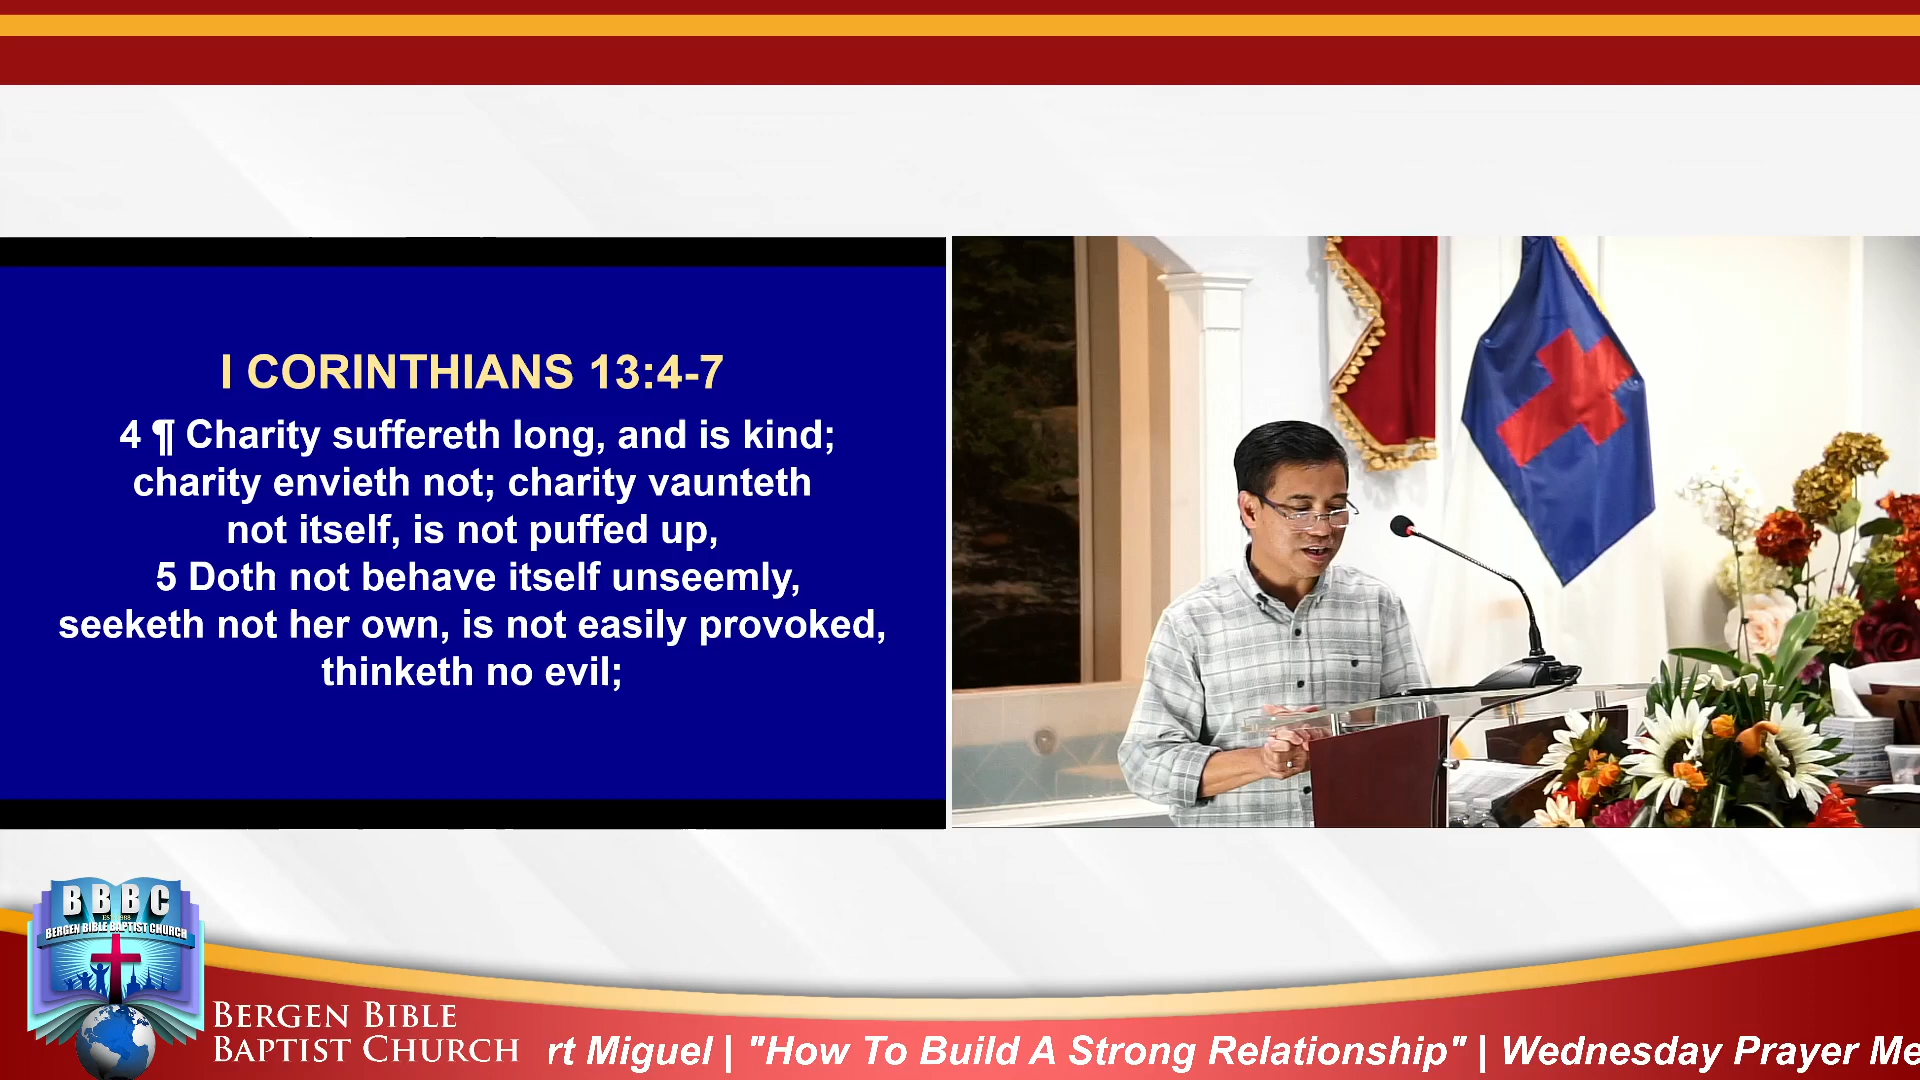 I CORINTHIANS 13:4-7
4 ¶ Charity suffereth long, and is kind;
charity envieth not; charity vaunteth
not itself, is not puffed up,
5 Doth not behave itself unseemly,
seeketh not her own, is not easily provoked,
thinketh no evil;
BBBC
BERGEN BIBLE BAPTIST CHURCH
BERGEN BIBLE
BAPTIST CHURCH
rt Miguel | "How To Build A Strong Relationship" | Wednesday Prayer Me